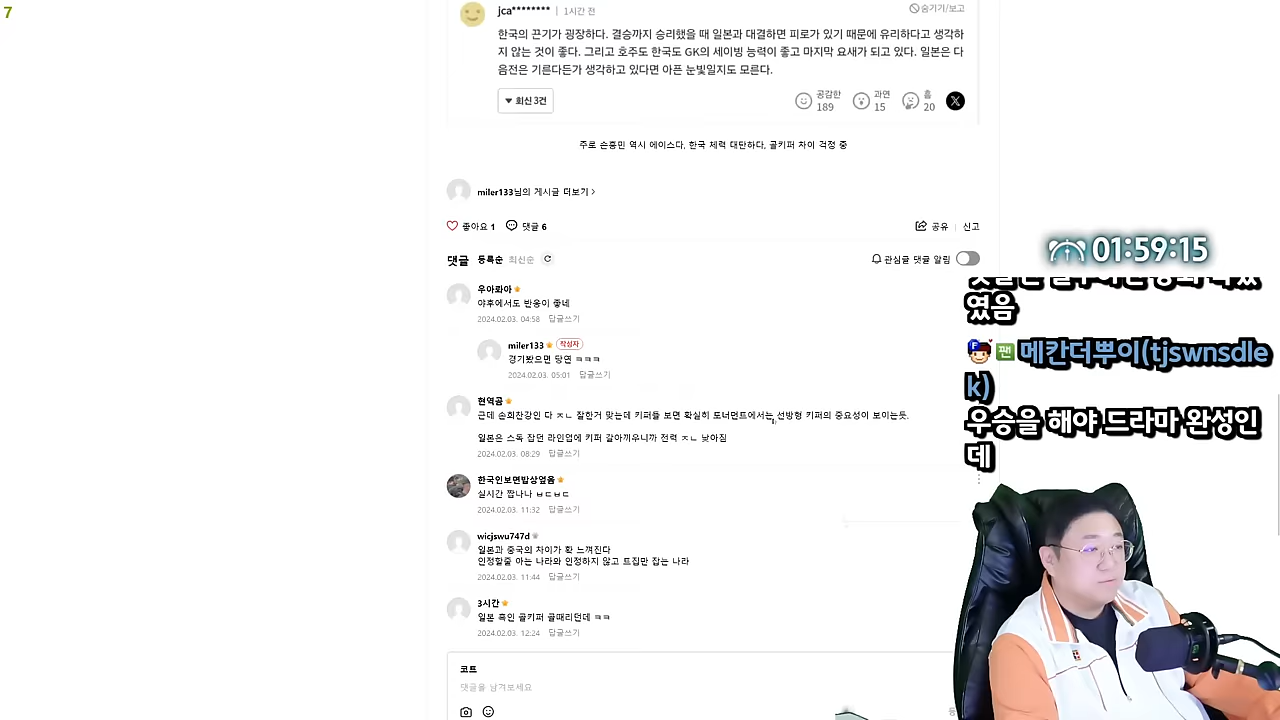 7
jca******** | 1시간 전
숨기기/보고
한국의 끈기가 굉장하다. 결승까지 승리했을 때 일본과 대결하면 피로가 있기 때문에 유리하다고 생각하
지 않는 것이 좋다. 그리고 호주도 한국도 GK의 세이빙 능력이 좋고 마지막 요새가 되고 있다. 일본은 다
음전은 기른다든가 생각하고 있다면 아픈 눈빛일지도 모른다.
회신 3건
공감한 189
과연 15
흠 20
주로 손흥민 역시 에이스다, 한국 체력 대탄하다, 골키퍼 차이 걱정 중
miler133님의 게시글 더보기 >
좋아요 1 댓글 6
공유 | 신고
댓글 등록순 최신순
관심글 댓글 알림
01:59:15
우아봐아
야후에서도 반응이 좋네
2024.02.03. 04:58 답글쓰기
miler133 작성자
경기봤으면 당연 ㅋㅋㅋ
2024.02.03. 05:01 답글쓰기
현역곰
근데 손희찬강인 다 ㅈㄴ 잘한거 맞는데 키퍼들 보면 확실히 토너먼트에서는, 선방형 키퍼의 중요성이 보이는듯.
일본은 스독 잡던 라인업에 키퍼 갈아끼우니까 전력 ㅈㄴ 낮아짐
2024.02.03. 08:29 답글쓰기
한국인보면밥상엎음
실시간 짭나나 ㅂㄷㅂㄷ
2024.02.03. 11:32 답글쓰기
wicjswu747d
일본과 중국의 차이가 확 느껴진다
인정할줄 아는 나라와 인정하지 않고 트집만 잡는 나라
2024.02.03. 11:44 답글쓰기
3시간
일본 흑인 골키퍼 골때리던데 ㅋㅋ
2024.02.03. 12:24 답글쓰기
코트
댓글을 남겨보세요
였음
F 팬 메칸더뿌이(tjswnsdle
k)
우승을 해야 드라마 완성인
데